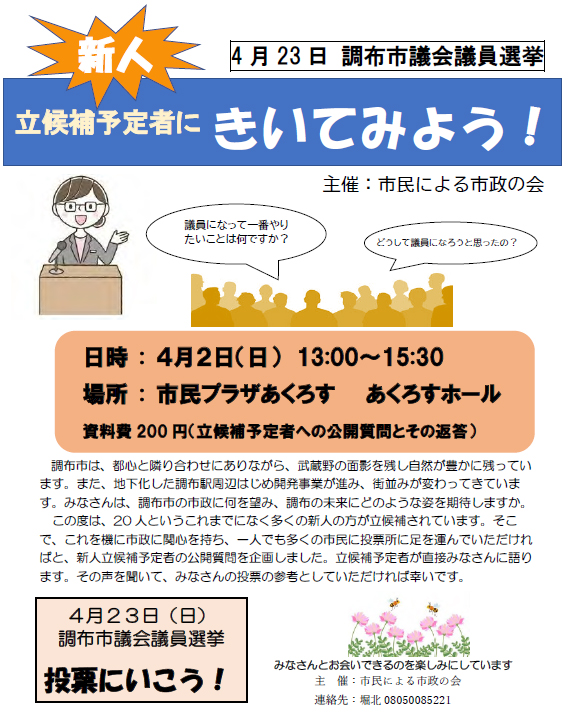 新人
4月23日 調布市議会議員選挙
立候補予定者に きいてみよう！
主催：市民による市政の会
議員になって一番やり
たいことは何ですか？
どうして議員になろうと思ったの？
日時：４月２日（日） 13:00～15:30
場所：市民プラザあくろす　あくろすホール
資料費200円（立候補予定者への公開質問とその返答）
調布市は、都心と隣り合わせにありながら、武蔵野の面影を残し自然が豊かに残ってい
ます。また、地下化した調布駅周辺はじめ開発事業が進み、街並みが変わってきていま
す。みなさんは、調布市の市政に何を望み、調布の未来にどのような姿を期待しますか。
この度は、20人というこれまでになく多くの新人の方が立候補されています。そこ
で、これを機に市政に関心を持ち、一人でも多くの市民に投票所に足を運んでいただけれ
ばと、新人立候補予定者の公開質問を企画しました。立候補予定者が直接みなさんに語り
ます。その声を聞いて、みなさんの投票の参考としていただければ幸いです。
４月２３日（日）
調布市議会議員選挙
投票にいこう！
みなさんとお会いできるのを楽しみにしています
主　催：市民による市政の会
連絡先：堀北 08050085221